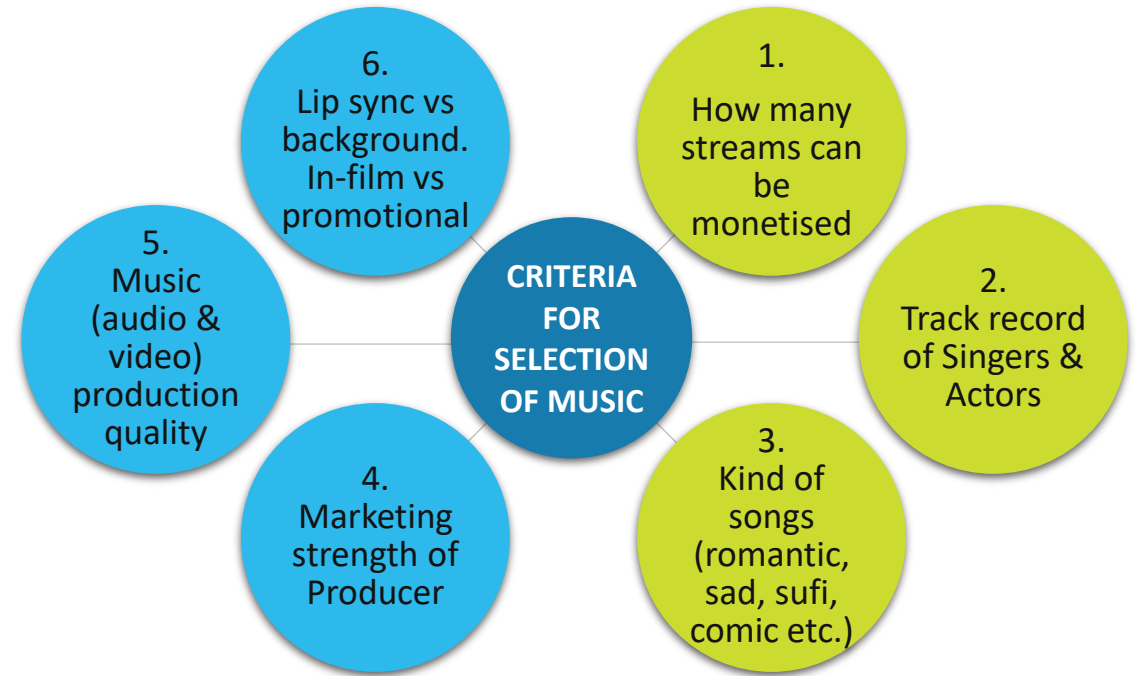 CRITERIA
FOR
SELECTION
OF MUSIC
1.
How many
streams can
be
monetised
2.
Track record
of Singers &
Actors
3.
Kind of
songs
(romantic,
sad, sufi,
comic etc.)
4.
Marketing
strength of
Producer
5.
Music
(audio &
video)
production
quality
6.
Lip sync vs
background.
In-film vs
promotional